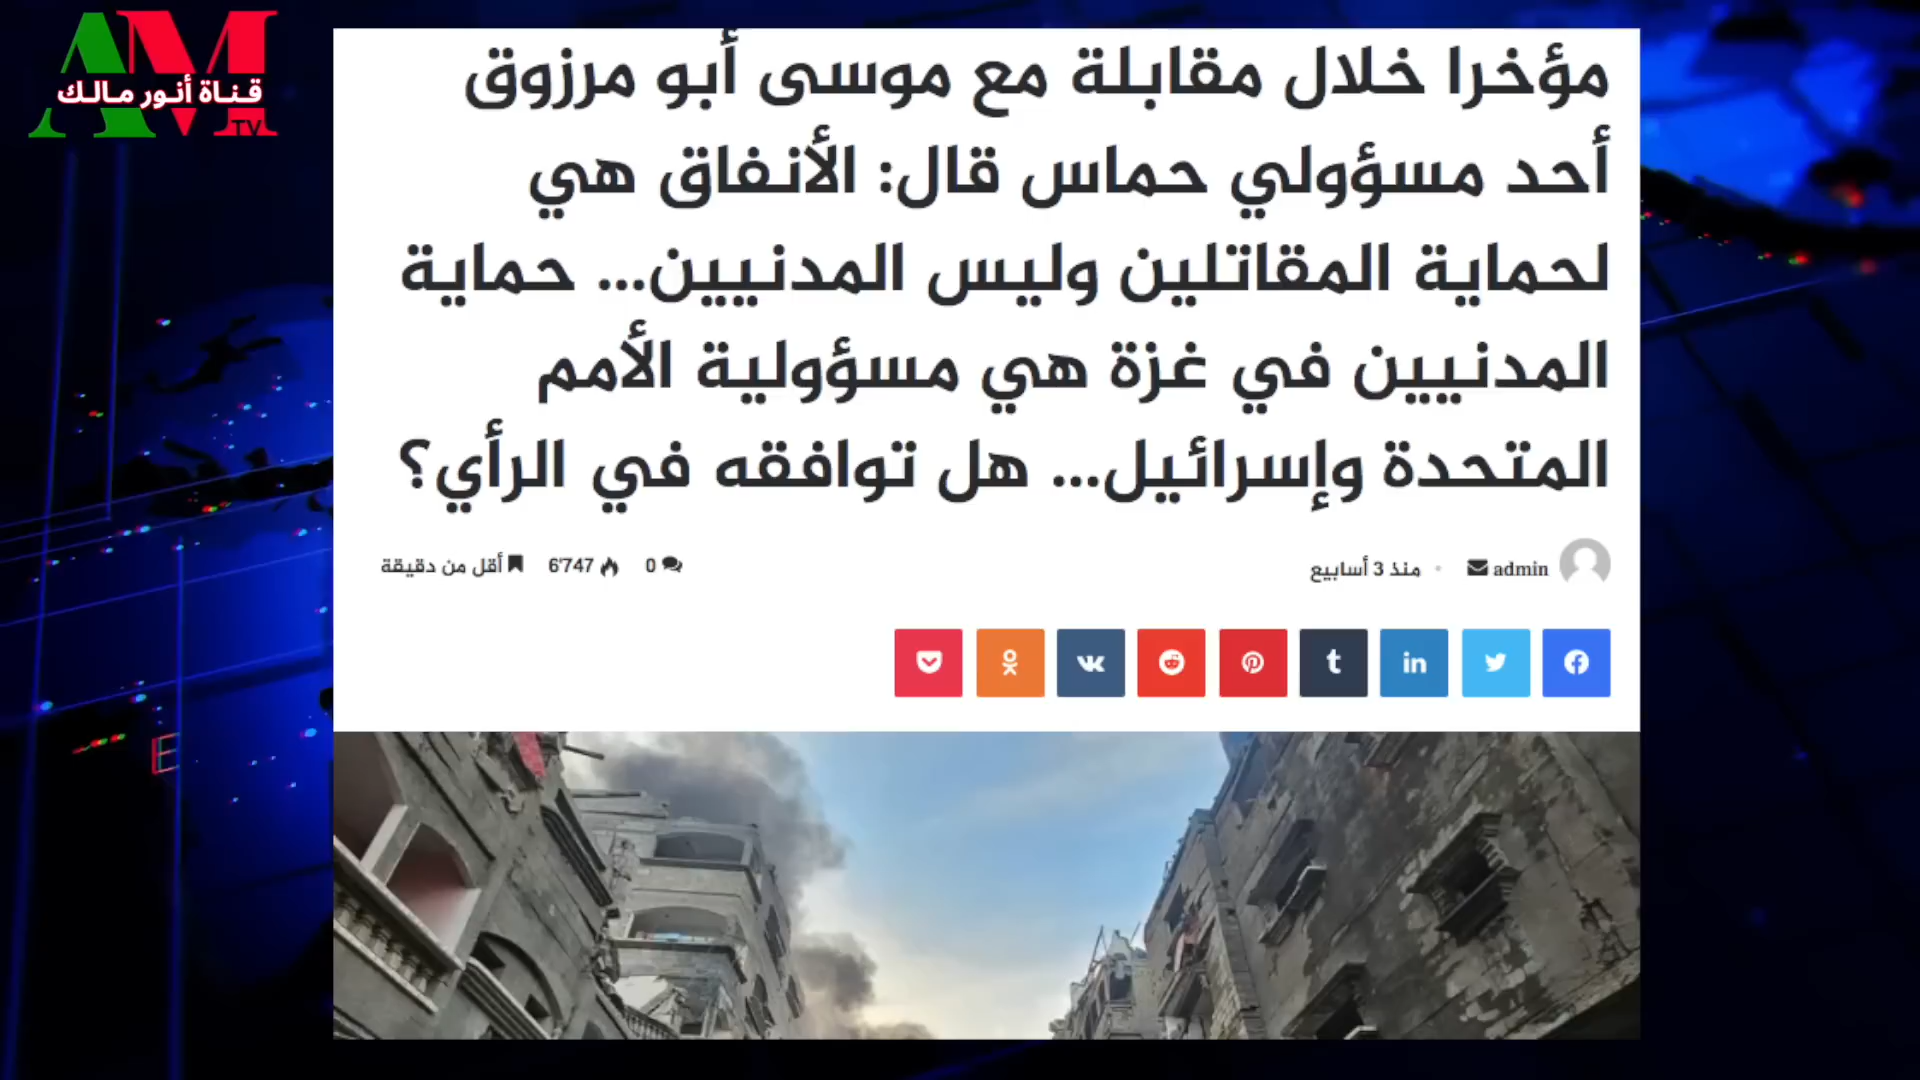 AM
قناة أنور مالك
TV
مؤخرا خلال مقابلة مع موسى أبو مرزوق
أحد مسؤولي حماس قال: الأنفاق هي
لحماية المقاتلين وليس المدنيين... حماية
المدنيين في غزة هي مسؤولية الأمم
المتحدة وإسرائيل... هل توافقه في الرأي؟
admin • منذ 3 أسابيع 0 6'747 أقل من دقيقة